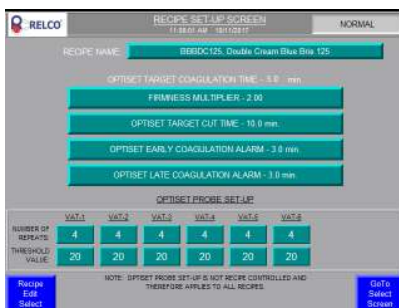 RELCO
RECIPE SET-UP SCREEN
NORMAL
RECIPE NAME:
BBBDC125, Double Cream Blue Brie 125
OPTISET TARGET COAGULATION TIME - 5.0 min.
FIRMNESS MULTIPLIER - 2.00
OPTISET TARGET CUT TIME - 10.0 min.
OPTISET EARLY COAGULATION ALARM - 3.0 min.
OPTISET LATE COAGULATION ALARM - 3.0 min.
OPTISET PROBE SET-UP
VAT-1 VAT-2 VAT-3 VAT-4 VAT-5 VAT-6
NUMBER OF
REPEATS:
4 4 4 4 4 4
THRESHOLD
VALUE:
20 20 20 20 20 20
Recipe
Edit
Select
NOTE: OPTISET PROBE SET-UP IS NOT RECIPE CONTROLLED AND
THEREFORE APPLIES TO ALL RECIPES.
GoTo
Select
Screen